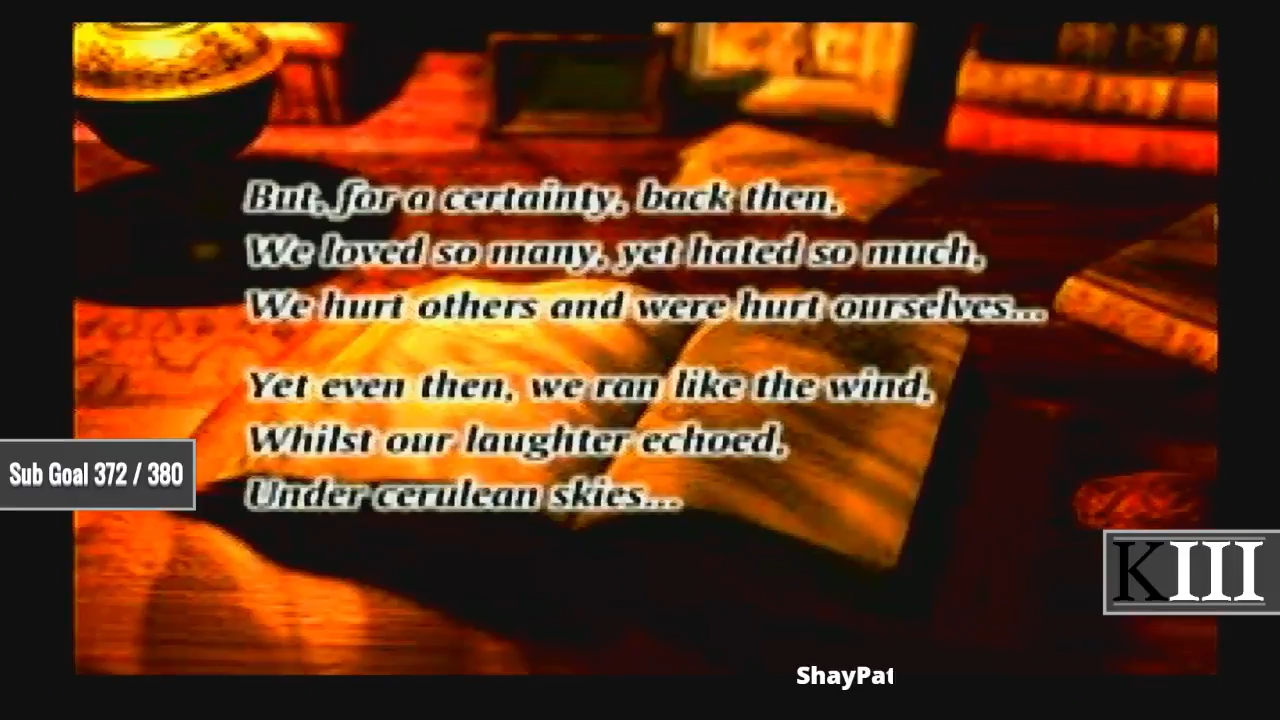 But, for a certainty, back then,
We loved so many, yet hated so much,
We hurt others and were hurt ourselves...
Yet even then, we ran like the wind,
Whilst our laughter echoed,
Under cerulean skies...
Sub Goal 372 / 380
KIII
ShayPat